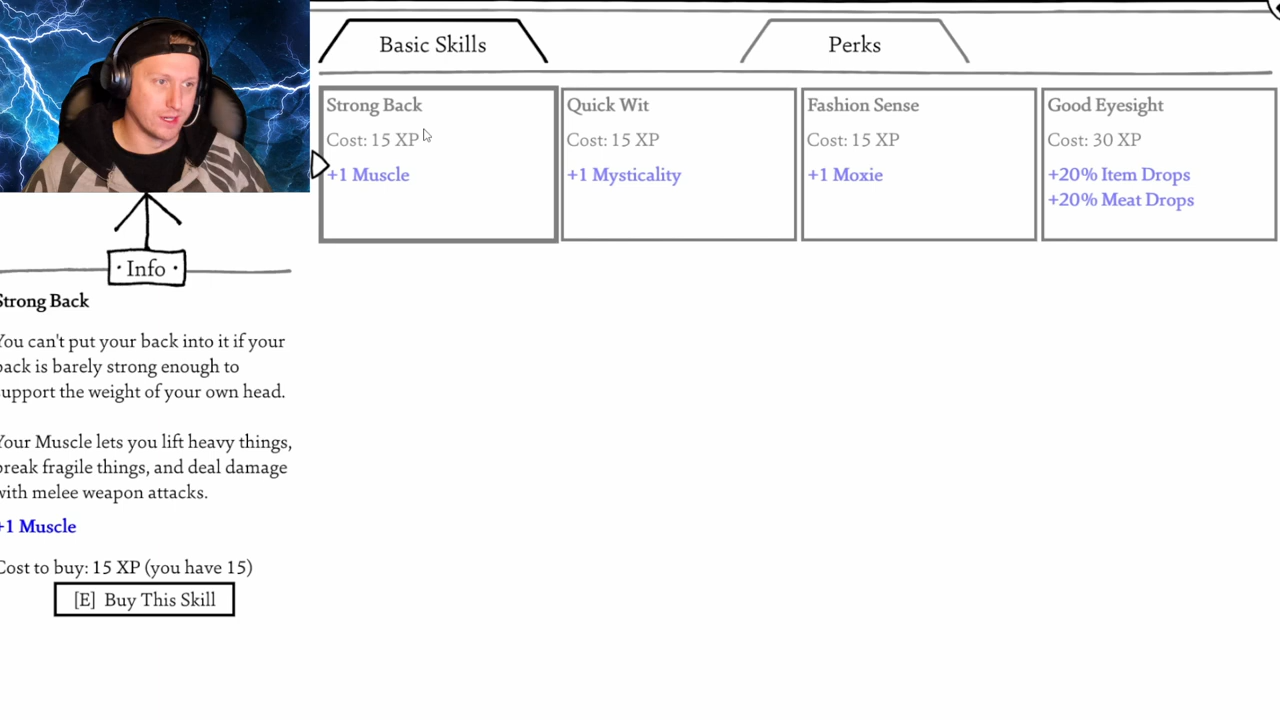 Basic Skills
Perks
Strong Back
Cost: 15 XP
+1 Muscle
Quick Wit
Cost: 15 XP
+1 Mysticality
Fashion Sense
Cost: 15 XP
+1 Moxie
Good Eyesight
Cost: 30 XP
+20% Item Drops
+20% Meat Drops
· Info ·
Strong Back
You can't put your back into it if your
back is barely strong enough to
support the weight of your own head.
Your Muscle lets you lift heavy things,
break fragile things, and deal damage
with melee weapon attacks.
+1 Muscle
Cost to buy: 15 XP (you have 15)
[E] Buy This Skill